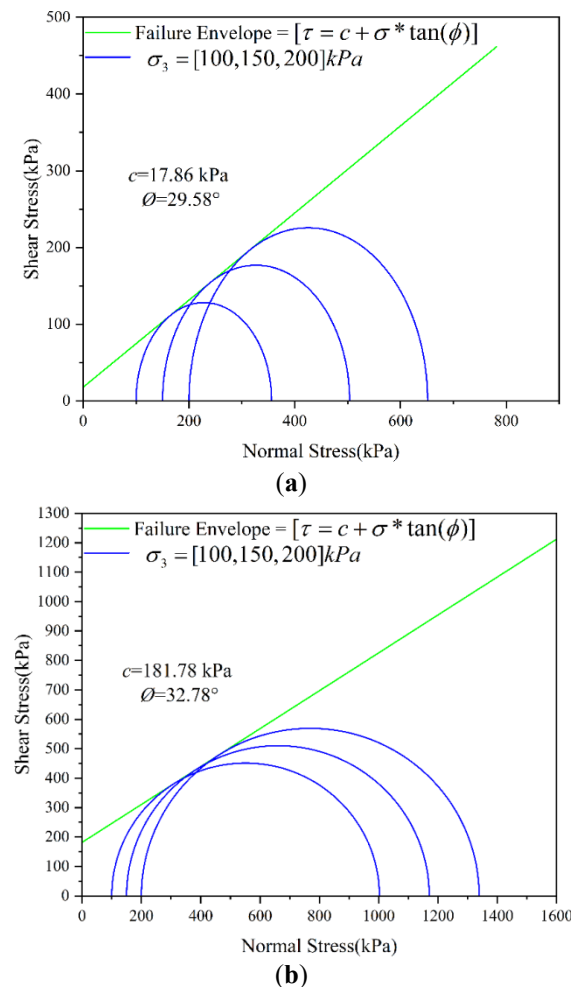 500
400
300
200
100
0
Shear Stress(kPa)
Failure Envelope = [τ = c + σ * tan(ϕ)]
σ₃ = [100,150,200]kPa
c=17.86 kPa
Ø=29.58°
0 200 400 600 800
Normal Stress(kPa)
(a)
1300
1200
1100
1000
900
800
700
600
500
400
300
200
100
0
Shear Stress(kPa)
Failure Envelope = [τ = c + σ * tan(ϕ)]
σ₃ = [100,150,200]kPa
c=181.78 kPa
Ø=32.78°
0 200 400 600 800 1000 1200 1400 1600
Normal Stress(kPa)
(b)